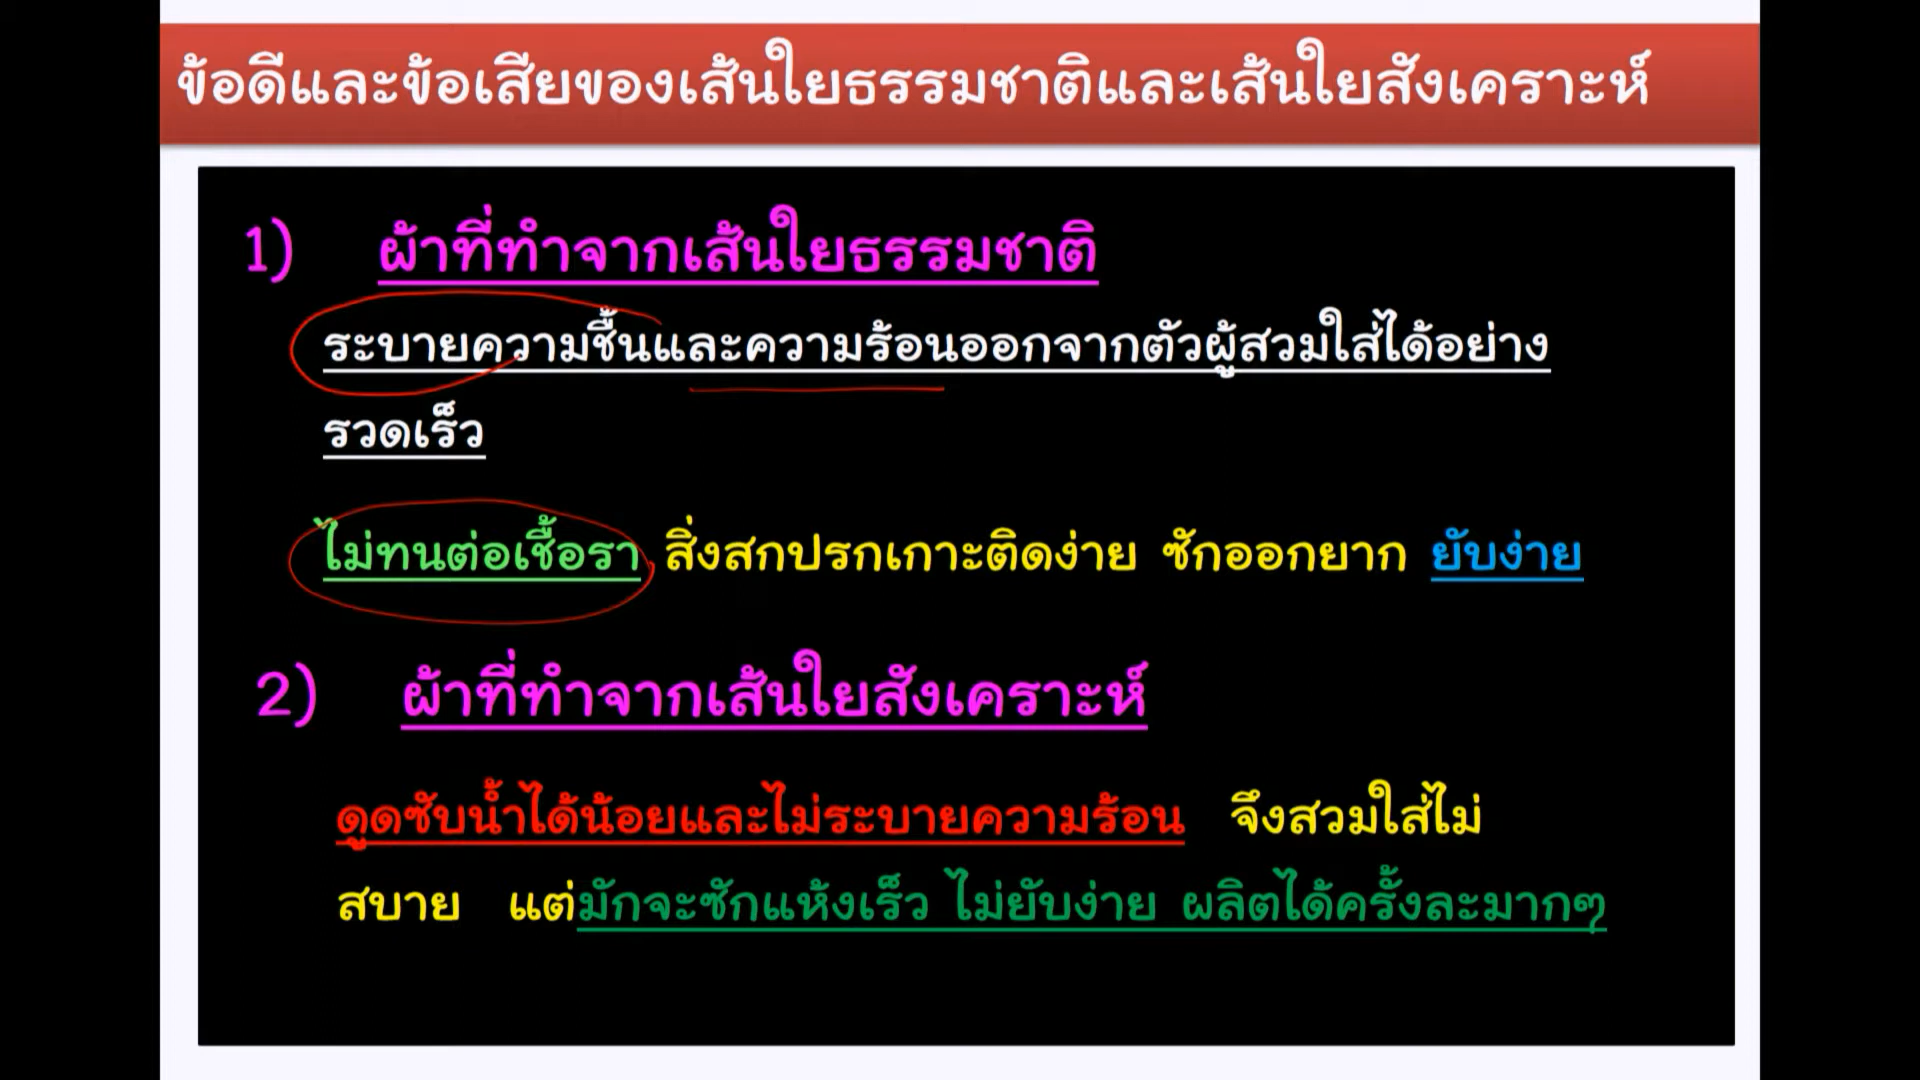 ข้อดีและข้อเสียของเส้นใยธรรมชาติและเส้นใยสังเคราะห์
1) ผ้าที่ทำจากเส้นใยธรรมชาติ
ระบายความชื้นและความร้อนออกจากตัวผู้สวมใส่ได้อย่าง
รวดเร็ว
ไม่ทนต่อเชื้อรา สิ่งสกปรกเกาะติดง่าย ซักออกยาก ยับง่าย
2) ผ้าที่ทำจากเส้นใยสังเคราะห์
ดูดซับน้ำได้น้อยและไม่ระบายความร้อน จึงสวมใส่ไม่
สบาย แต่มักจะซักแห้งเร็ว ไม่ยับง่าย ผลิตได้ครั้งละมากๆ